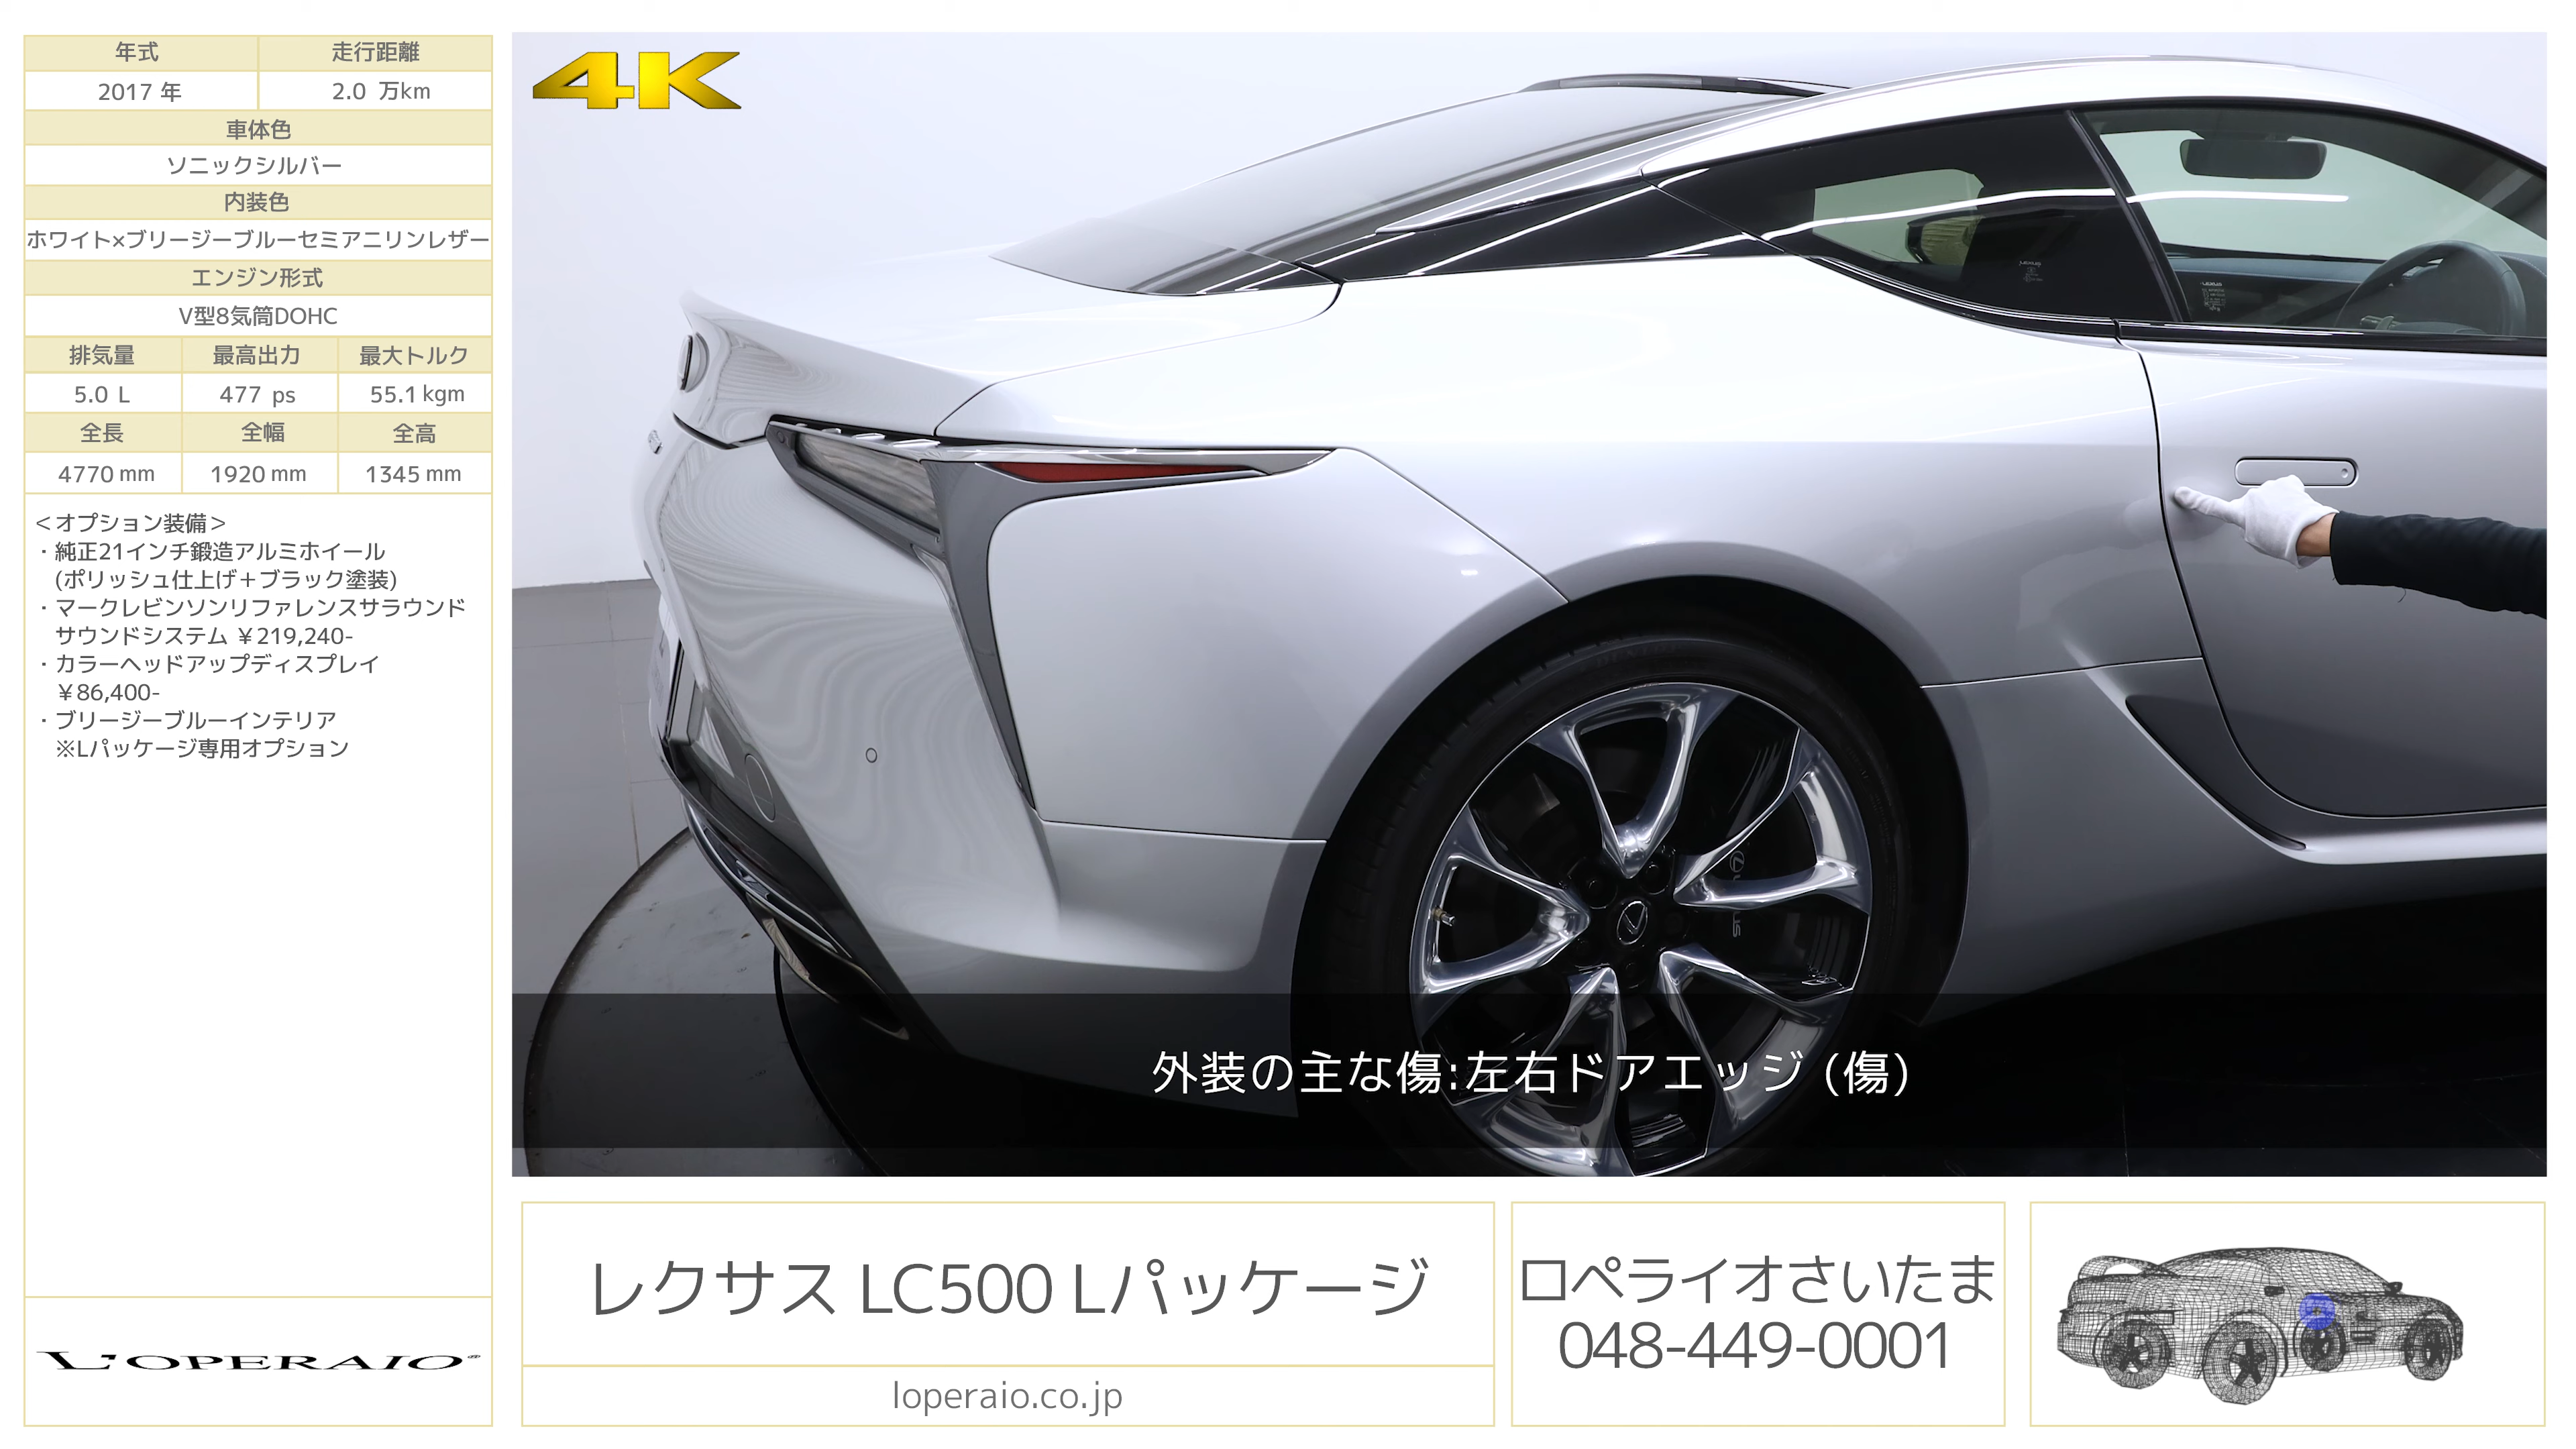 年式 走行距離
2017 年 2.0 万km
車体色
ソニックシルバー
内装色
ホワイト×ブリージーブルーセミアニリンレザー
エンジン形式
V型8気筒DOHC
排気量 最高出力 最大トルク
5.0 L 477 ps 55.1 kgm
全長 全幅 全高
4770 mm 1920 mm 1345 mm
＜オプション装備＞
・純正21インチ鍛造アルミホイール
(ポリッシュ仕上げ＋ブラック塗装)
・マークレビンソンリファレンスサラウンド
サウンドシステム ￥219,240-
・カラーヘッドアップディスプレイ
￥86,400-
・ブリージーブルーインテリア
※Lパッケージ専用オプション
L'OPERAIO
4K
外装の主な傷:左右ドアエッジ (傷)
レクサス LC500 Lパッケージ
loperaio.co.jp
ロペライオさいたま
048-449-0001